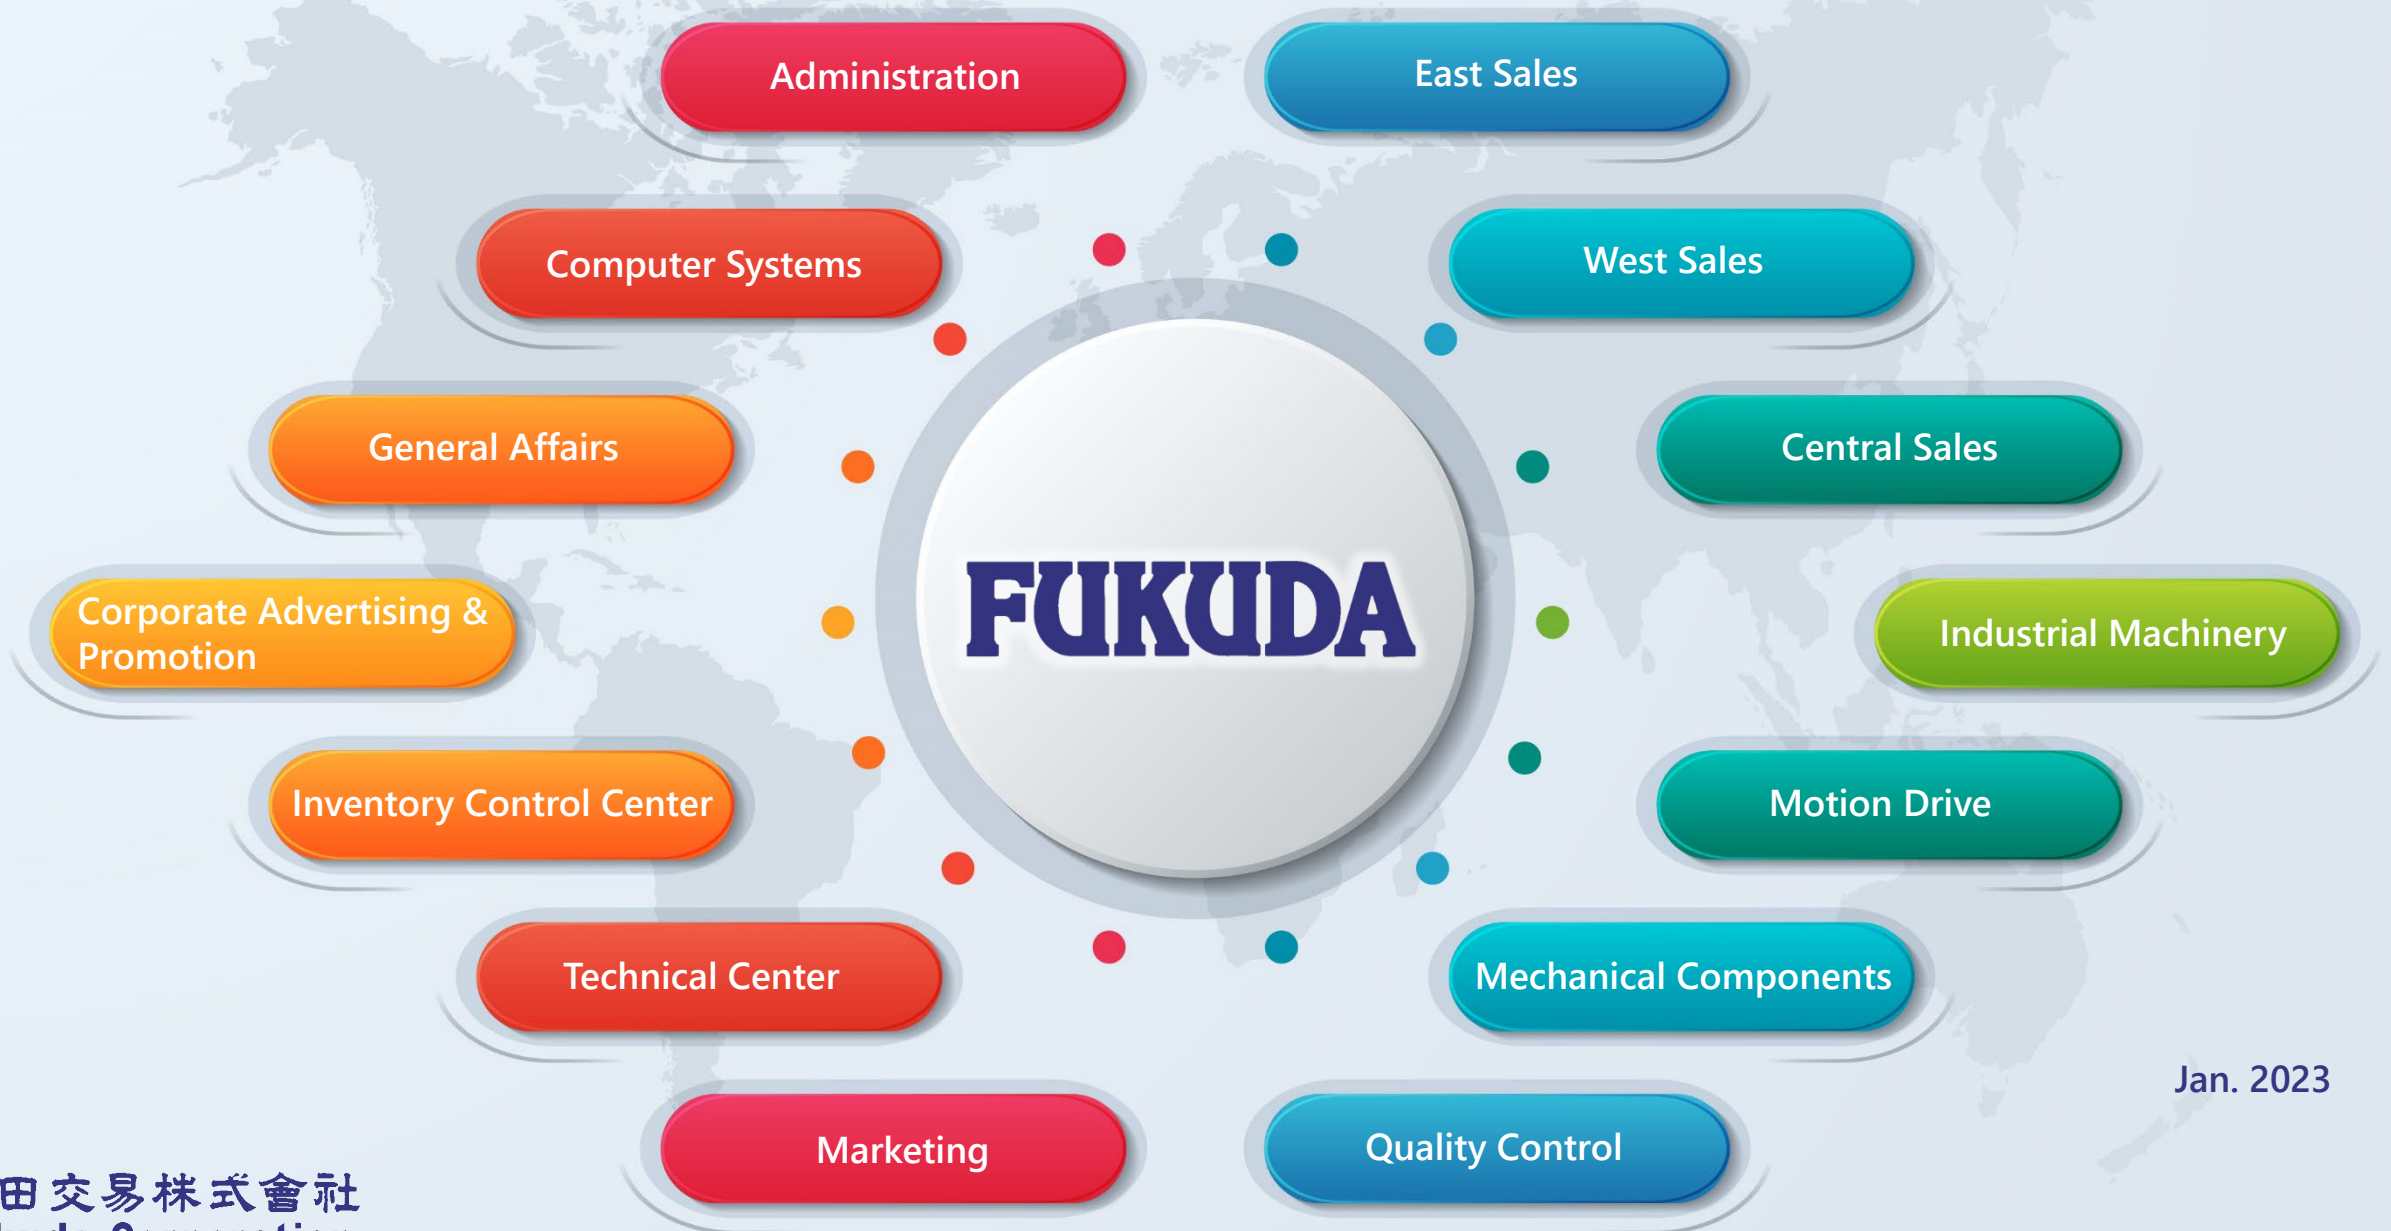 Administration
East Sales
Computer Systems
West Sales
General Affairs
Central Sales
FUKUDA
Corporate Advertising &
Promotion
Industrial Machinery
Inventory Control Center
Motion Drive
Technical Center
Mechanical Components
Jan. 2023
Marketing
Quality Control
田交易株式會社